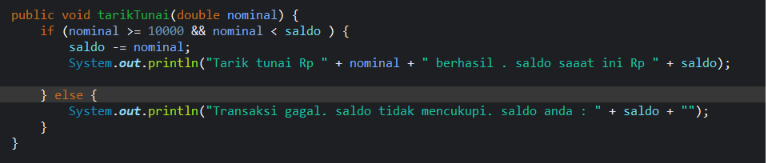 public void tarikTunai(double nominal) {
if (nominal >= 10000 && nominal < saldo ) {
saldo -= nominal;
System.out.println("Tarik tunai Rp " + nominal + " berhasil . saldo saaat ini Rp " + saldo);
} else {
System.out.println("Transaksi gagal. saldo tidak mencukupi. saldo anda : " + saldo + "");
}
}